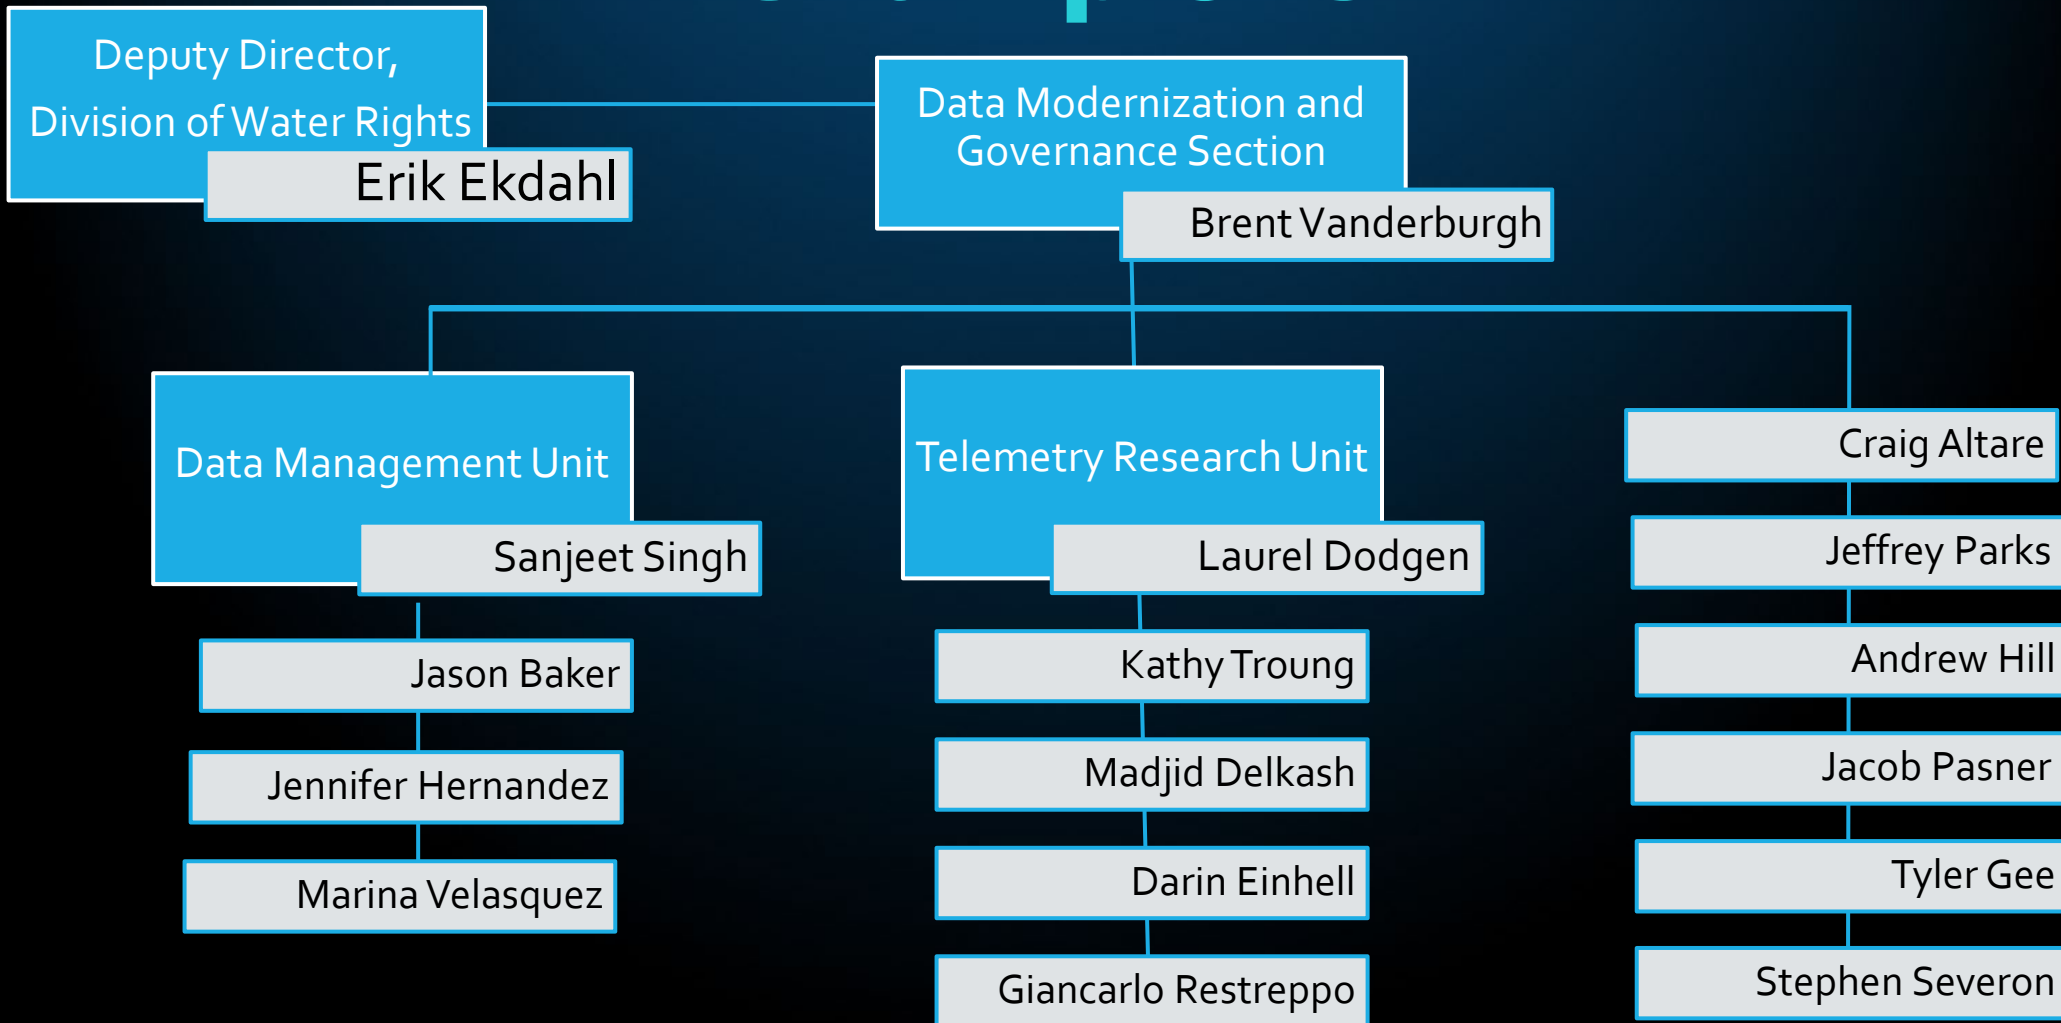 Deputy Director,
Division of Water Rights
Erik Ekdahl
Data Modernization and
Governance Section
Brent Vanderburgh
Data Management Unit
Sanjeet Singh
Jason Baker
Jennifer Hernandez
Marina Velasquez
Telemetry Research Unit
Laurel Dodgen
Kathy Troung
Madjid Delkash
Darin Einhell
Giancarlo Restreppo
Craig Altare
Jeffrey Parks
Andrew Hill
Jacob Pasner
Tyler Gee
Stephen Severon